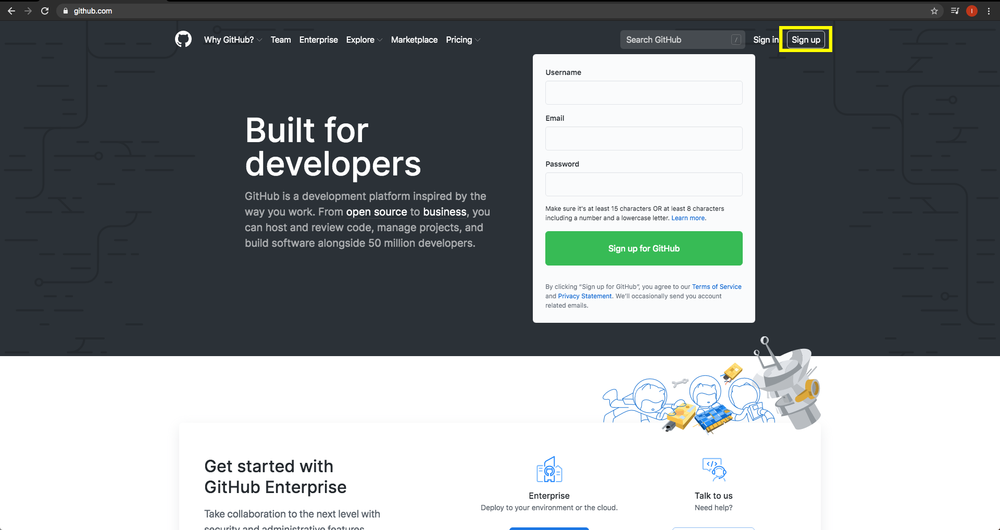 github.com
Why GitHub? Team Enterprise Explore Marketplace Pricing Search GitHub / Sign in Sign up
Username
Email
Built for
developers
Password
GitHub is a development platform inspired by the
way you work. From open source to business, you
can host and review code, manage projects, and
build software alongside 50 million developers.
Make sure it's at least 15 characters OR at least 8 characters
including a number and a lowercase letter. Learn more.
Sign up for GitHub
By clicking “Sign up for GitHub”, you agree to our Terms of Service
and Privacy Statement. We’ll occasionally send you account
related emails.
Get started with
GitHub Enterprise
Take collaboration to the next level with
security and administrative features
Enterprise
Deploy to your environment or the cloud.
Talk to us
Need help?